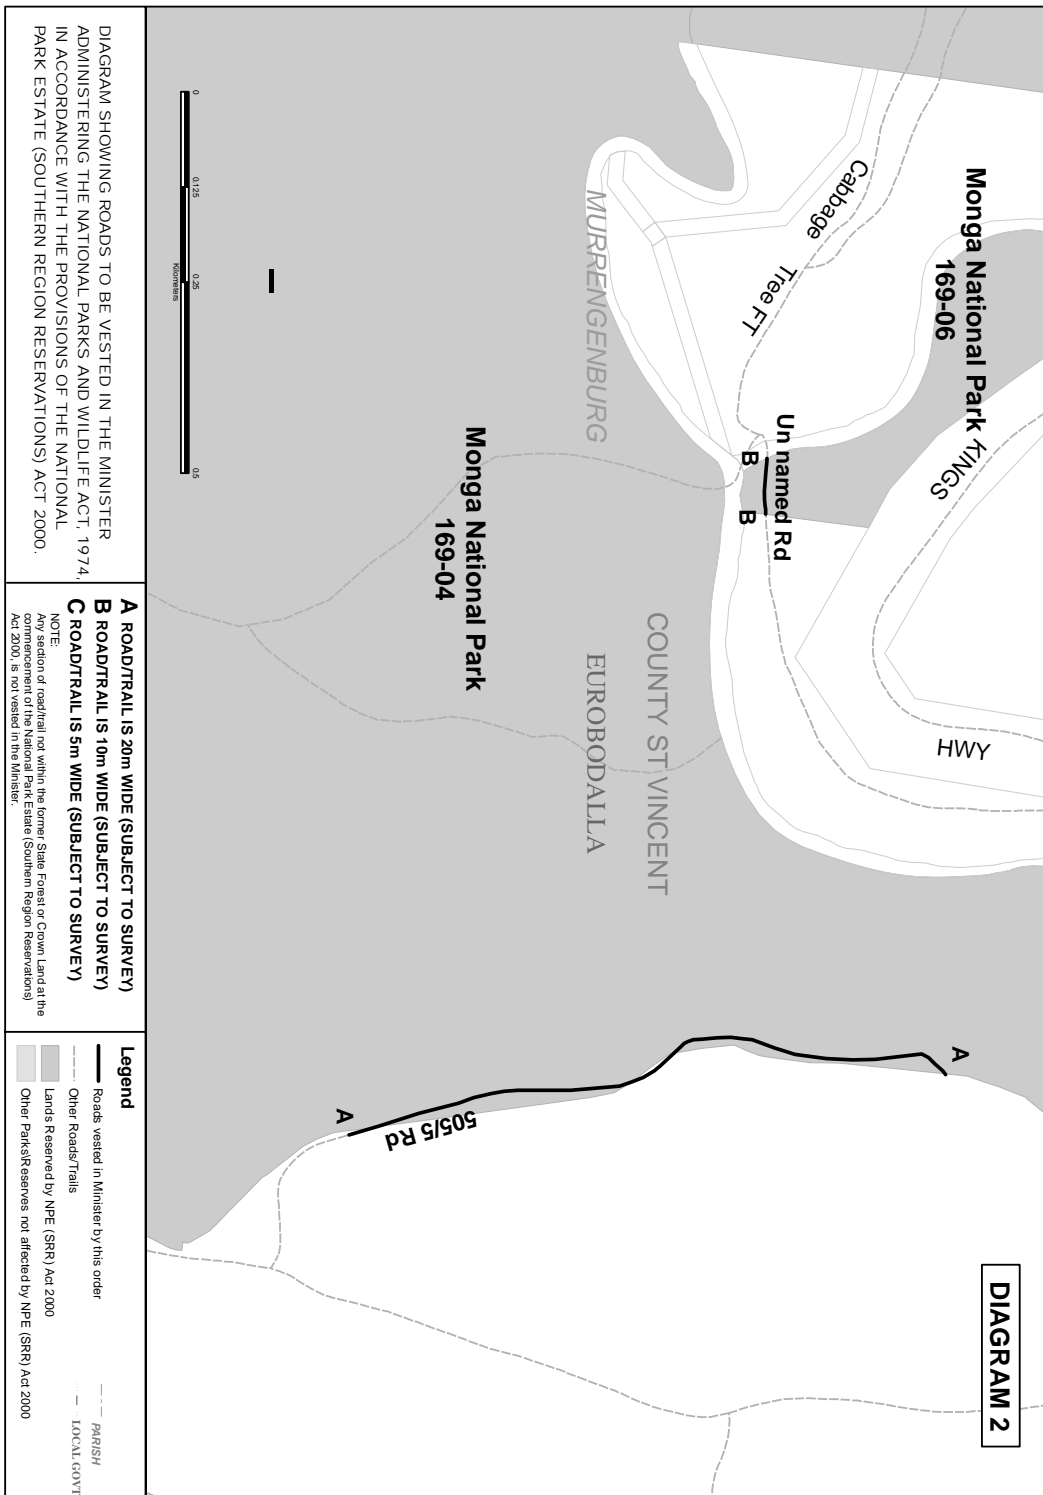 DIAGRAM 2
Monga National Park
169-06
KINGS
HWY
Cabbage
Tree FT
Un named Rd
B
B
A
505/5 Rd
A
COUNTY ST VINCENT
MURRENGENBURG
EUROBODALLA
Monga National Park
169-04
0
0.125
0.25
0.5
Kilometers
DIAGRAM SHOWING ROADS TO BE VESTED IN THE MINISTER
ADMINISTERING THE NATIONAL PARKS AND WILDLIFE ACT, 1974,
IN ACCORDANCE WITH THE PROVISIONS OF THE NATIONAL
PARK ESTATE (SOUTHERN REGION RESERVATIONS) ACT 2000.
A ROAD/TRAIL IS 20m WIDE (SUBJECT TO SURVEY)
B ROAD/TRAIL IS 10m WIDE (SUBJECT TO SURVEY)
C ROAD/TRAIL IS 5m WIDE (SUBJECT TO SURVEY)
NOTE:
Any section of road/trail not within the former State Forest or Crown Land at the
commencement of the National Park Estate (Southern Region Reservations)
Act 2000, is not vested in the Minister.
Legend
Roads vested in Minister by this order
Other Roads/Trails
Lands Reserved by NPE (SRR) Act 2000
Other Parks\Reserves not affected by NPE (SRR) Act 2000
PARISH
LOCAL GOVT